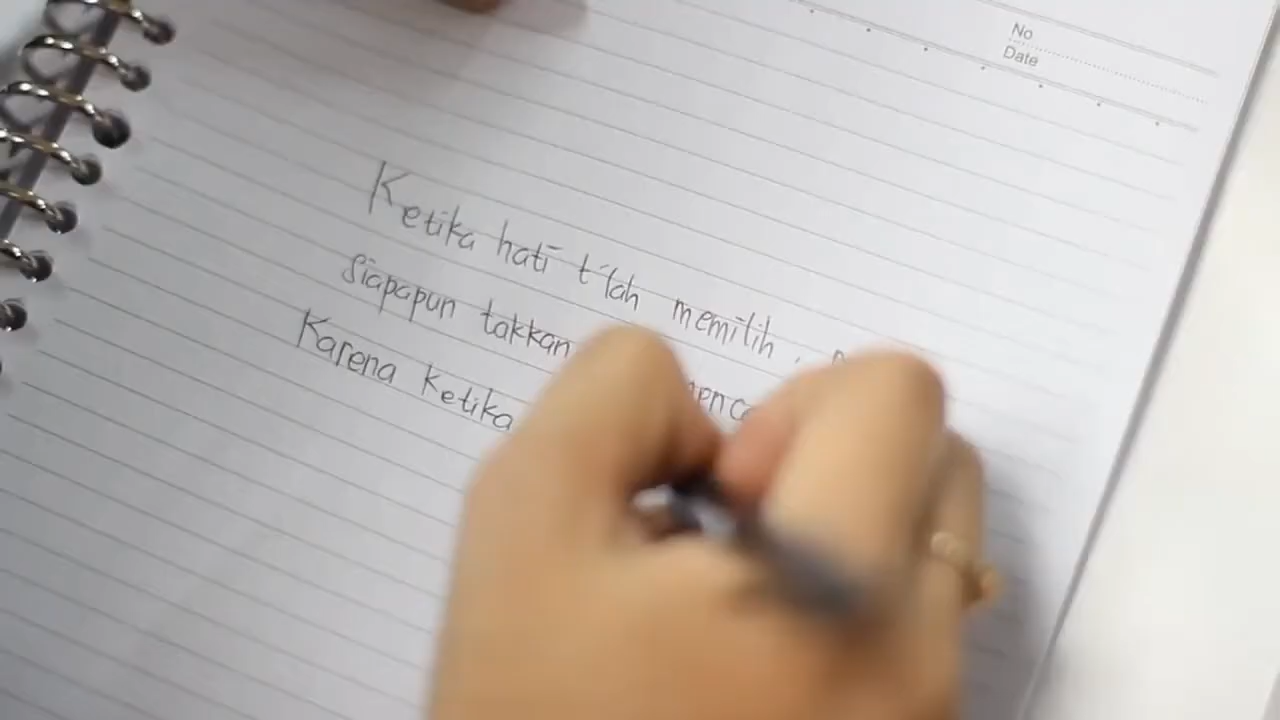 No
Date
Ketika hati t'lah memilih,
siapapun takkan
Karena Ketika